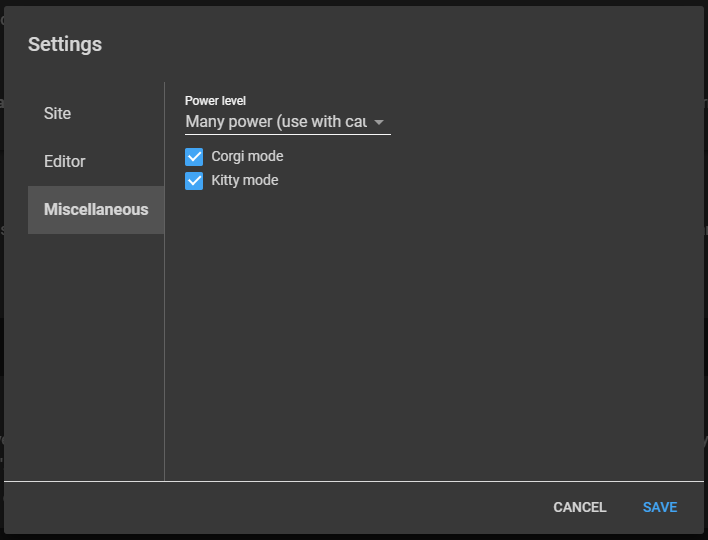 Settings
Site
Editor
Miscellaneous
Power level
Many power (use with cau
Corgi mode
Kitty mode
CANCEL
SAVE